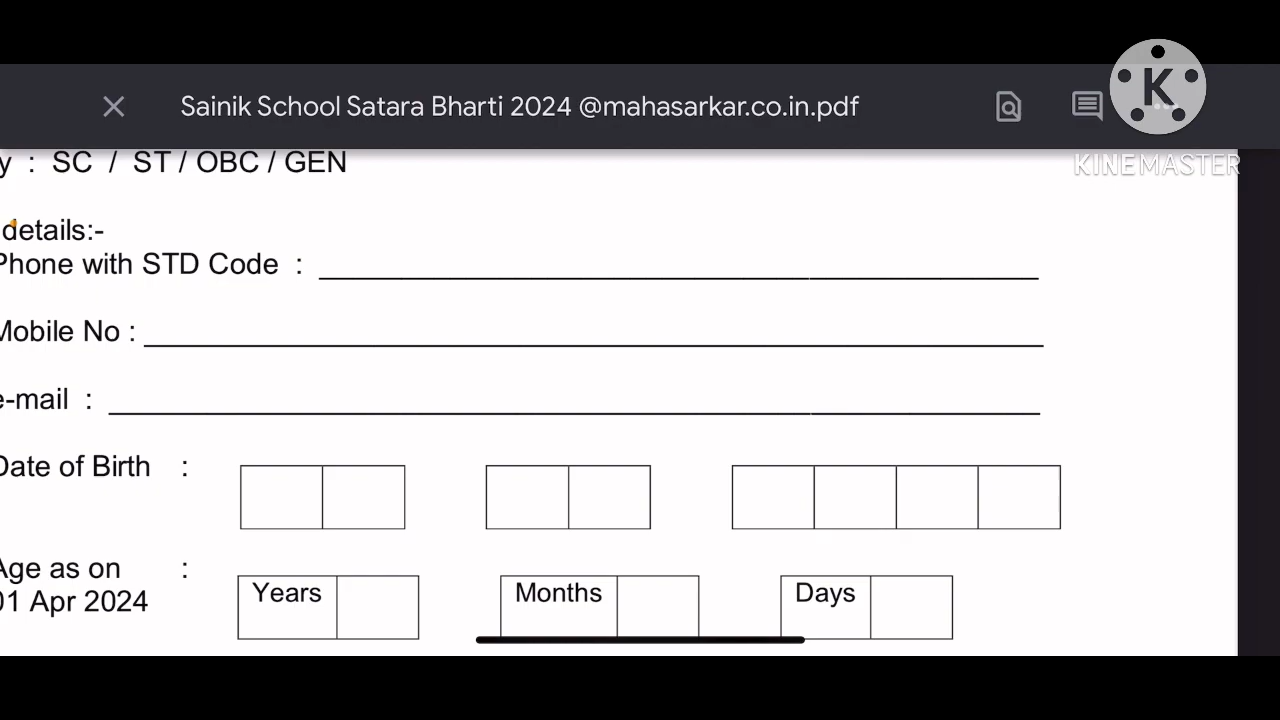 Sainik School Satara Bharti 2024 @mahasarkar.co.in.pdf
K
KINEMASTER
y : SC / ST / OBC / GEN
details:-
Phone with STD Code :
Mobile No :
e-mail :
Date of Birth :
Age as on :
01 Apr 2024
Years
Months
Days